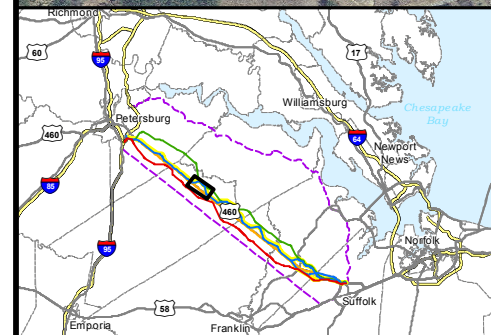 Richmond
60
95
17
Williamsburg
Chesapeake
Bay
Petersburg
460
64
Newport
News
85
460
95
Norfolk
58
Suffolk
Emporia
Franklin